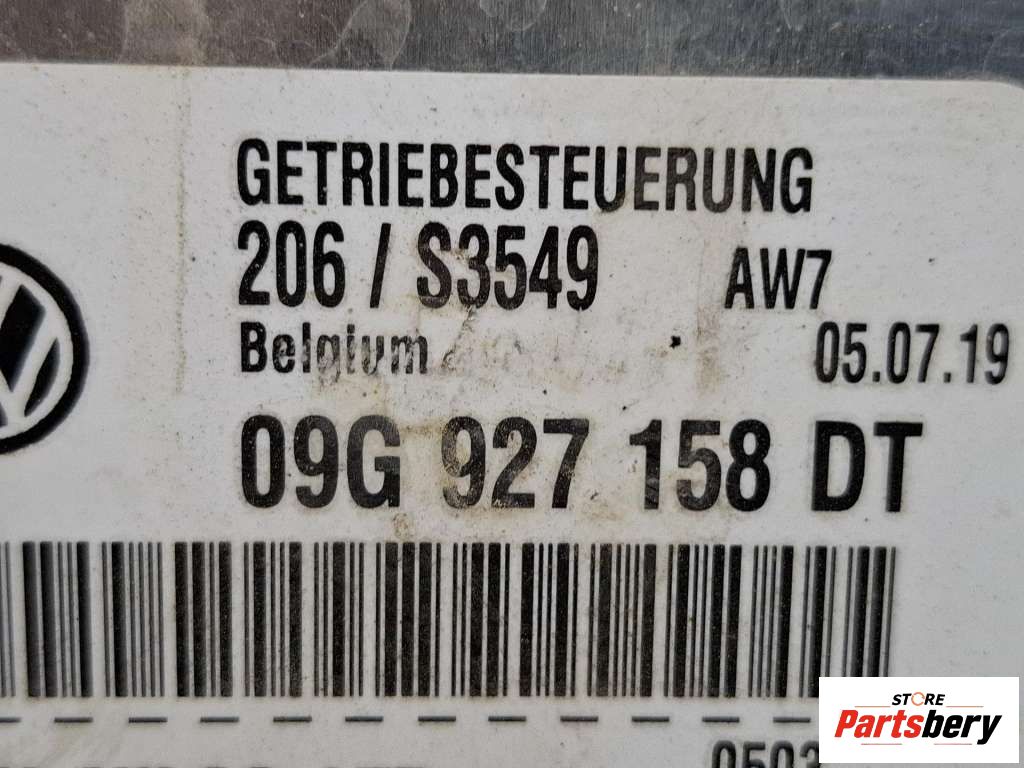 GETRIEBESTEUERUNG
206 / S3549 AW7
Belgium 05.07.19
09G 927 158 DT
STORE
Partsbery